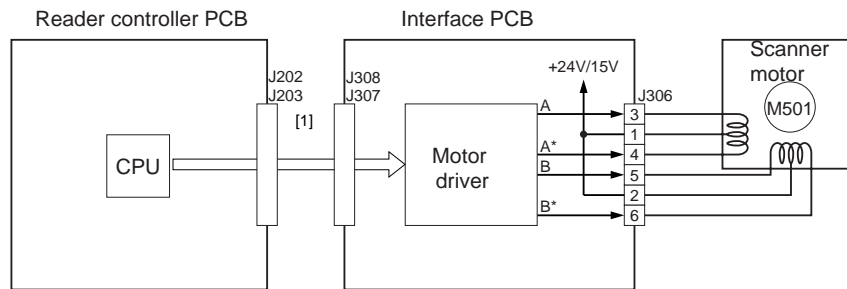 Reader controller PCB
Interface PCB
Scanner
motor
M501
+24V/15V
J202
J203
[1]
J308
J307
J306
CPU
Motor
driver
A
A*
B
B*
3
1
4
5
2
6